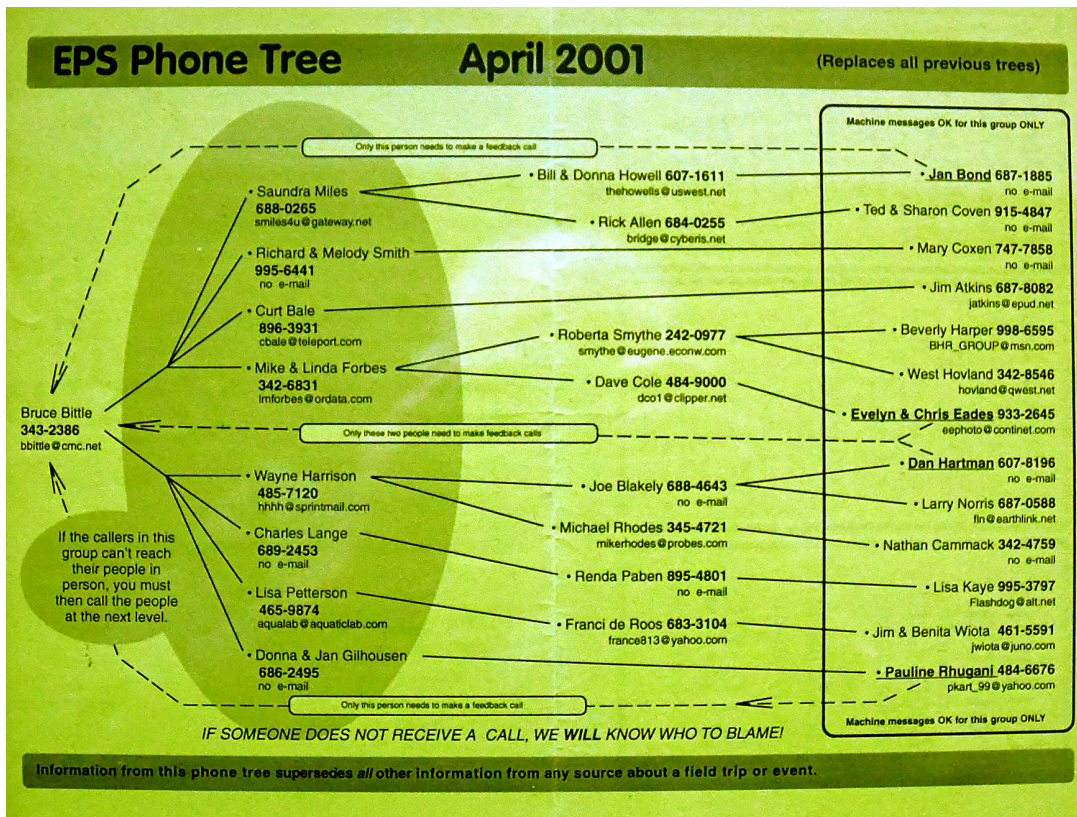 EPS Phone Tree April 2001 (Replaces all previous trees)
Machine messages OK for this group ONLY
Only this person needs to make a feedback call
Bruce Bittle
343-2386
bbittle@cmc.net
If the callers in this
group can't reach
their people in
person, you must
then call the people
at the next level.
• Saundra Miles
688-0265
smiles4u@gateway.net
• Richard & Melody Smith
995-6441
no e-mail
• Curt Bale
896-3931
cbale@teleport.com
• Mike & Linda Forbes
342-6831
lmforbes@ordata.com
Only these two people need to make feedback calls
• Wayne Harrison
485-7120
hhhh@sprintmail.com
• Charles Lange
689-2453
no e-mail
• Lisa Petterson
465-9874
aqualab@aquaticlab.com
• Donna & Jan Gilhousen
686-2495
no e-mail
• Bill & Donna Howell 607-1611
thehowells@uswest.net
• Rick Allen 684-0255
bridge@cyberis.net
• Roberta Smythe 242-0977
smythe@eugene.econw.com
• Dave Cole 484-9000
dco1@clipper.net
• Joe Blakely 688-4643
no e-mail
• Michael Rhodes 345-4721
mikerhodes@probes.com
• Renda Paben 895-4801
no e-mail
• Franci de Roos 683-3104
france813@yahoo.com
• Jan Bond 687-1885
no e-mail
• Ted & Sharon Coven 915-4847
no e-mail
• Mary Coxen 747-7858
no e-mail
• Jim Atkins 687-8082
jatkins@epud.net
• Beverly Harper 998-6595
BHR_GROUP@msn.com
• West Hovland 342-8546
hovland@qwest.net
• Evelyn & Chris Eades 933-2645
eephoto@continet.com
• Dan Hartman 607-8196
no e-mail
• Larry Norris 687-0588
fin@earthlink.net
• Nathan Cammack 342-4759
no e-mail
• Lisa Kaye 995-3797
Flashdog@alt.net
• Jim & Benita Wiota 461-5591
jwiota@juno.com
• Pauline Rhugani 484-6676
pkart_99@yahoo.com
Only this person needs to make a feedback call
Machine messages OK for this group ONLY
IF SOMEONE DOES NOT RECEIVE A CALL, WE WILL KNOW WHO TO BLAME!
Information from this phone tree supersedes all other information from any source about a field trip or event.